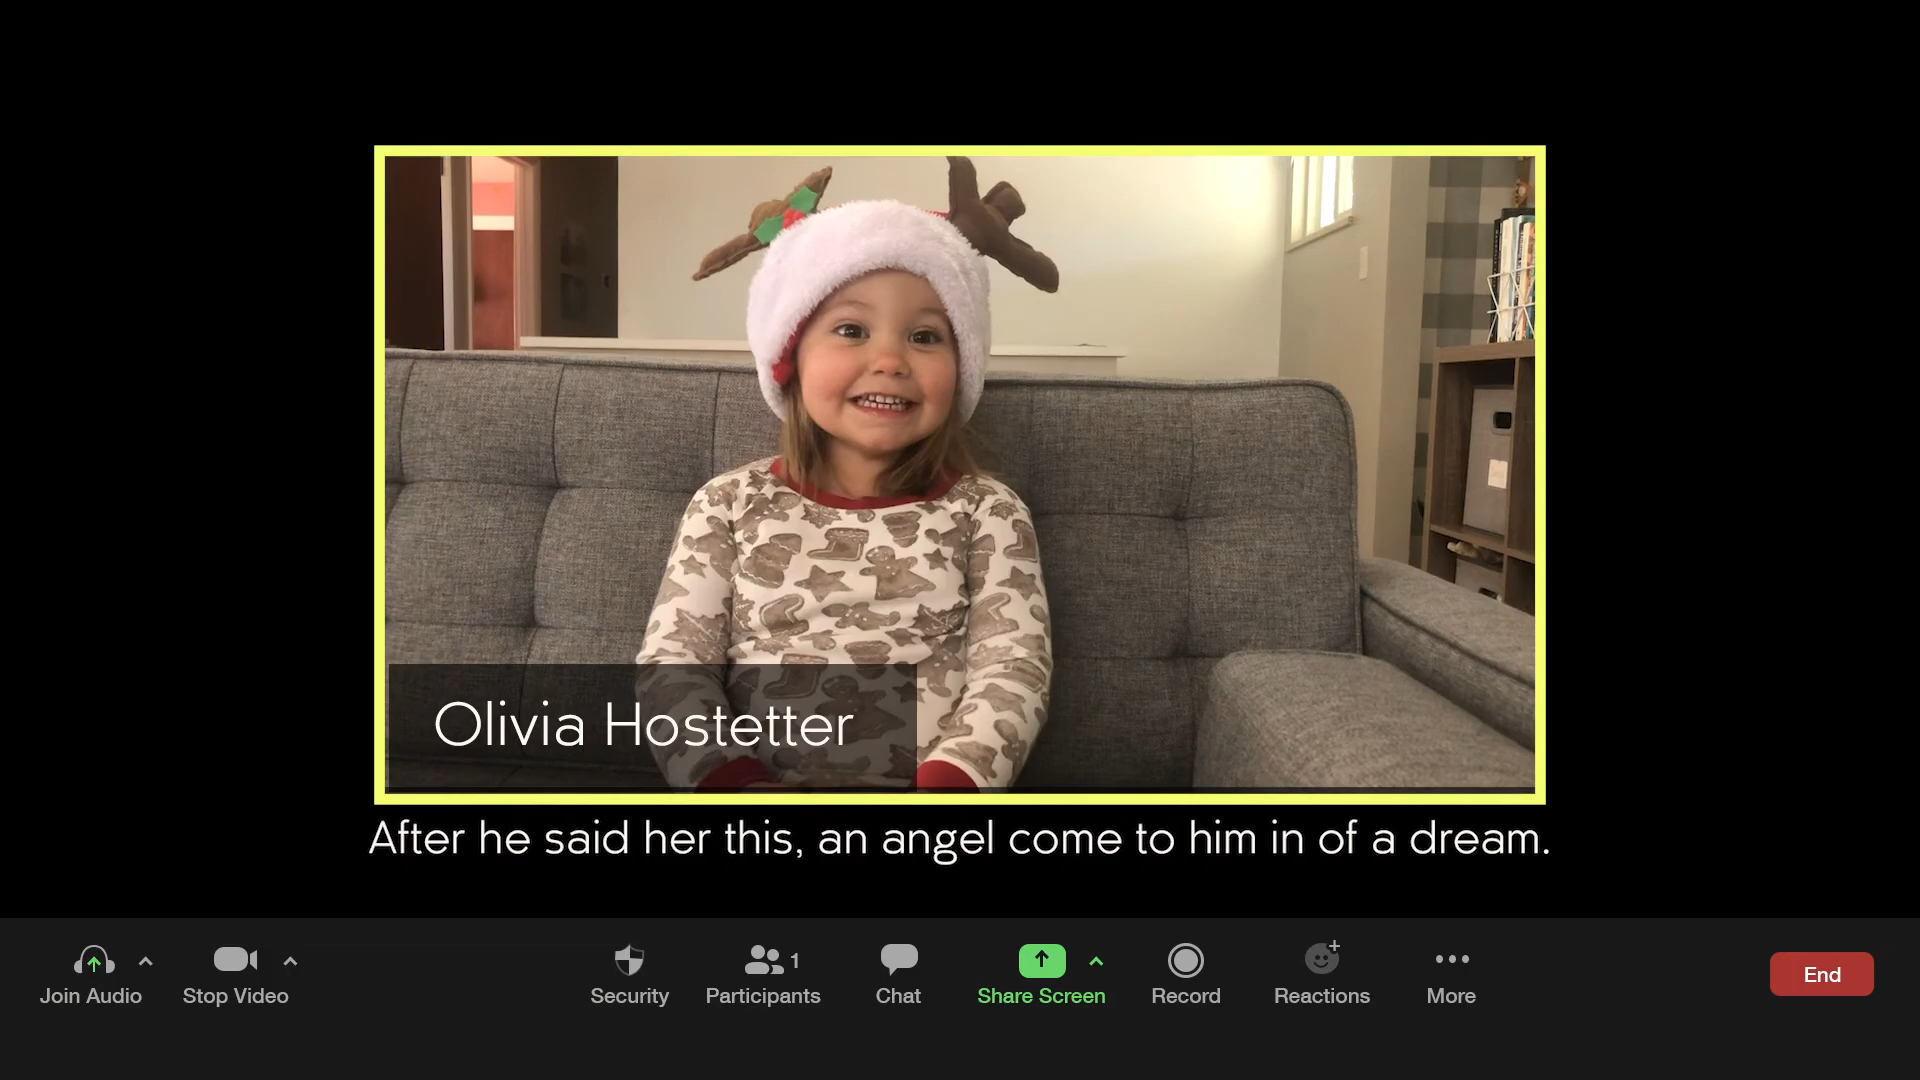 Olivia Hostetter
After he said her this, an angel come to him in of a dream.
Join Audio
Stop Video
Security
Participants
1
Chat
Share Screen
Record
Reactions
More
End